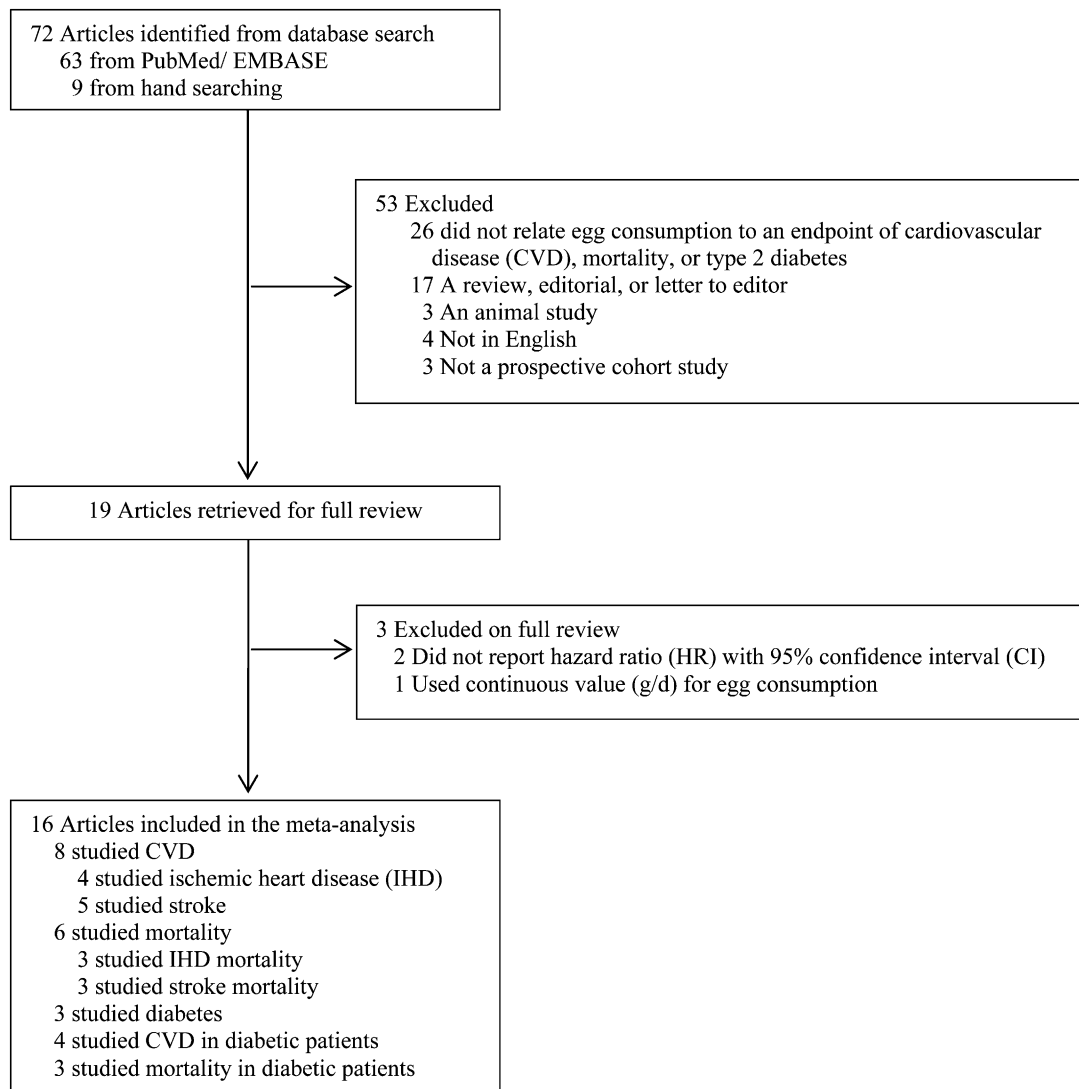 72 Articles identified from database search
63 from PubMed/ EMBASE
9 from hand searching
53 Excluded
26 did not relate egg consumption to an endpoint of cardiovascular
disease (CVD), mortality, or type 2 diabetes
17 A review, editorial, or letter to editor
3 An animal study
4 Not in English
3 Not a prospective cohort study
19 Articles retrieved for full review
3 Excluded on full review
2 Did not report hazard ratio (HR) with 95% confidence interval (CI)
1 Used continuous value (g/d) for egg consumption
16 Articles included in the meta-analysis
8 studied CVD
4 studied ischemic heart disease (IHD)
5 studied stroke
6 studied mortality
3 studied IHD mortality
3 studied stroke mortality
3 studied diabetes
4 studied CVD in diabetic patients
3 studied mortality in diabetic patients